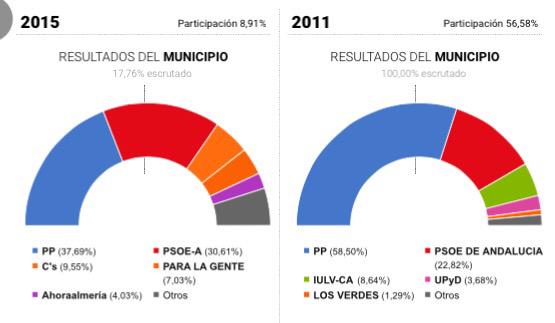 2015
Participación 8,91%
RESULTADOS DEL MUNICIPIO
17,76% escrutado
PP (37,69%)
PSOE-A (30,61%)
C's (9,55%)
PARA LA GENTE
(7,03%)
Ahoraalmería (4,03%)
Otros
2011
Participación 56,58%
RESULTADOS DEL MUNICIPIO
100,00% escrutado
PP (58,50%)
PSOE DE ANDALUCIA
(22,82%)
IULV-CA (8,64%)
UPyD (3,68%)
LOS VERDES (1,29%)
Otros